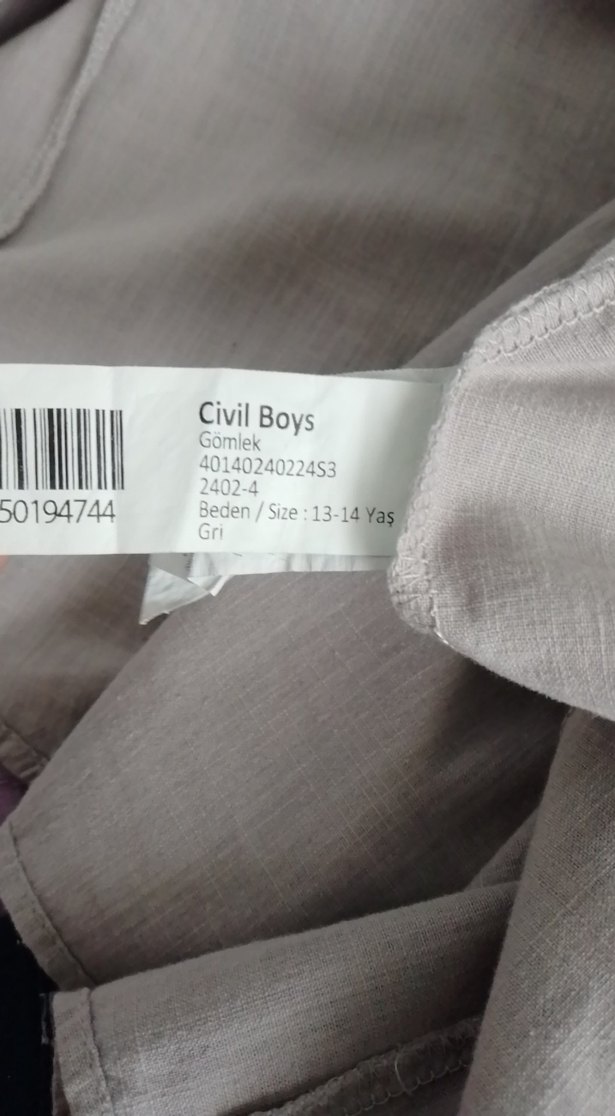 Civil Boys
Gömlek
40140240224S3
2402-4
Beden / Size : 13-14 Yaş
Gri
50194744